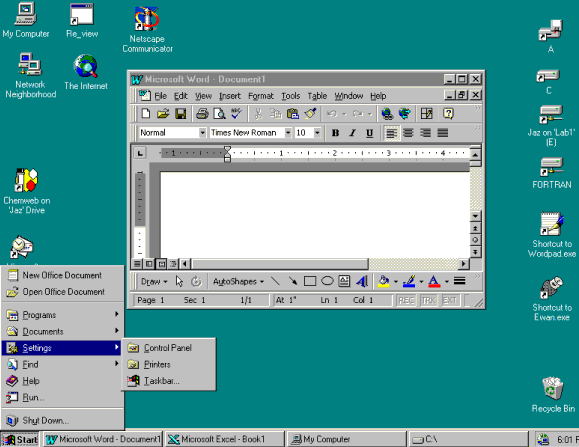 My Computer
Re_view
Netscape
Communicator
Network
Neighborhood
The Internet
Chemweb on
'Jaz' Drive
A
C
Jaz on 'Lab1'
(E)
FORTRAN
Shortcut to
Wordpad.exe
Shortcut to
Ewan.exe
Recycle Bin
Microsoft Word - Document1
File Edit View Insert Format Tools Table Window Help
Normal Times New Roman 10 B I U
1 1 2 3 4
Draw AutoShapes
Page 1 Sec 1 1/1 At 1" Ln 1 Col 1 REC TRK EXT
New Office Document
Open Office Document
Programs
Documents
Settings
Find
Help
Run...
Shut Down...
Control Panel
Printers
Taskbar...
Start Microsoft Word - Document1 Microsoft Excel - Book1 My Computer C:\ 6:01